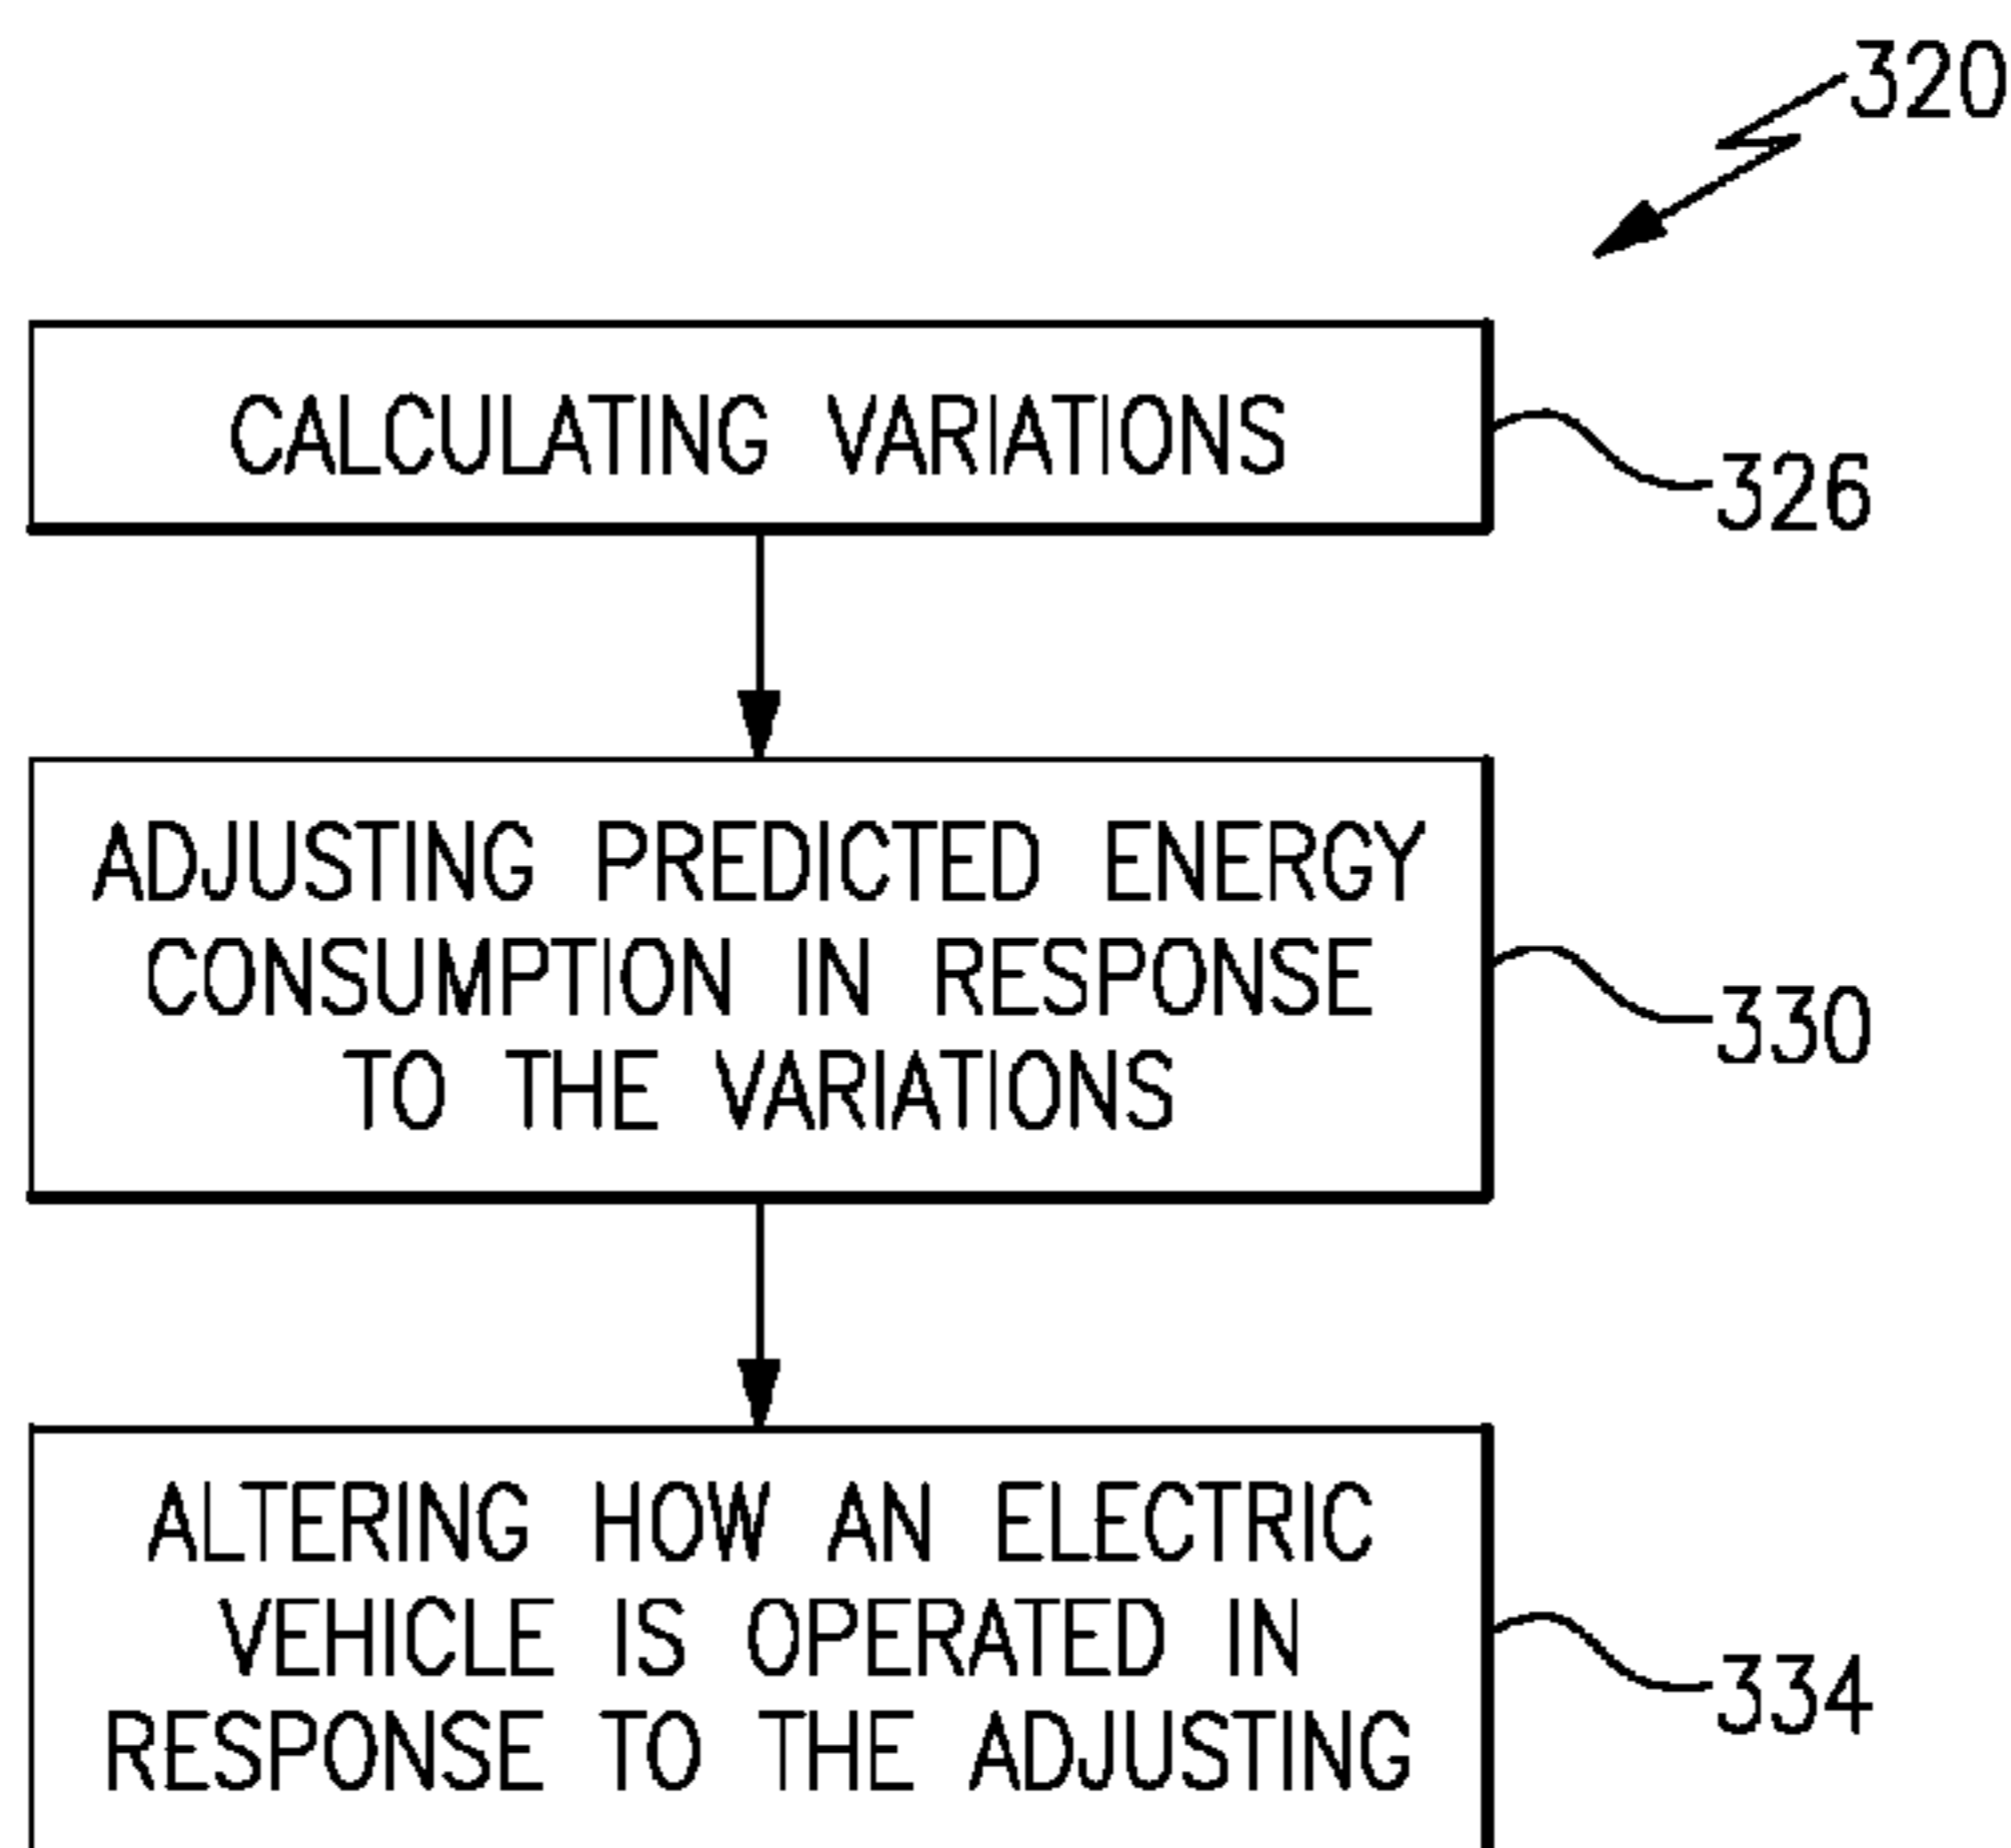 320
CALCULATING VARIATIONS
326
ADJUSTING PREDICTED ENERGY
CONSUMPTION IN RESPONSE
TO THE VARIATIONS
330
ALTERING HOW AN ELECTRIC
VEHICLE IS OPERATED IN
RESPONSE TO THE ADJUSTING
334